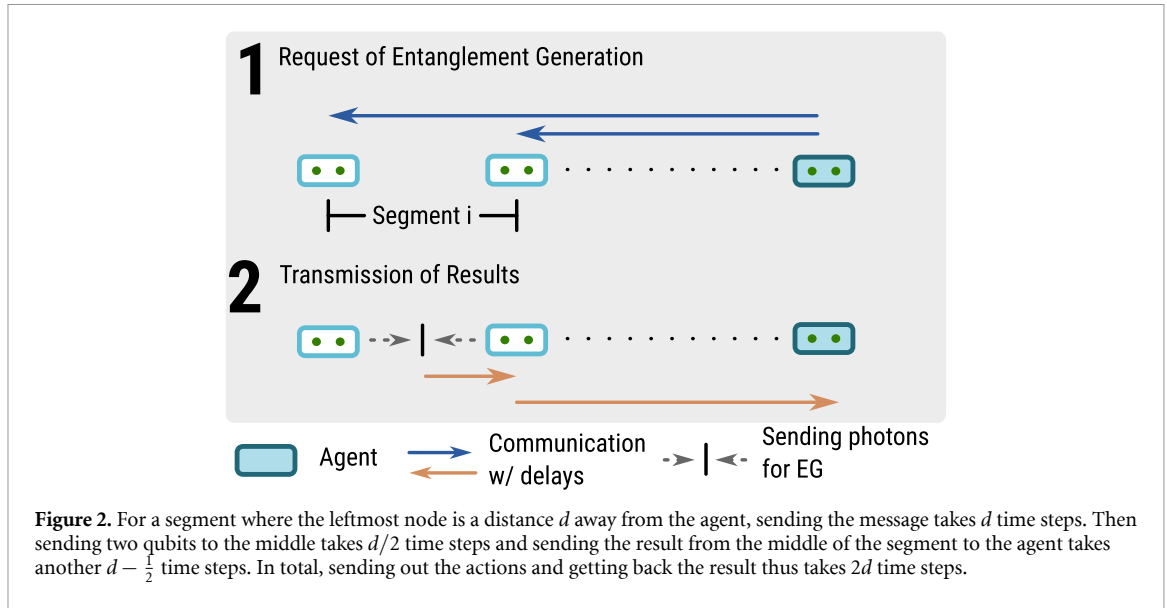 1 Request of Entanglement Generation
Segment i
2 Transmission of Results
Agent
Communication
w/ delays
Sending photons
for EG
Figure 2. For a segment where the leftmost node is a distance d away from the agent, sending the message takes d time steps. Then
sending two qubits to the middle takes d/2 time steps and sending the result from the middle of the segment to the agent takes
another d − 1/2 time steps. In total, sending out the actions and getting back the result thus takes 2d time steps.